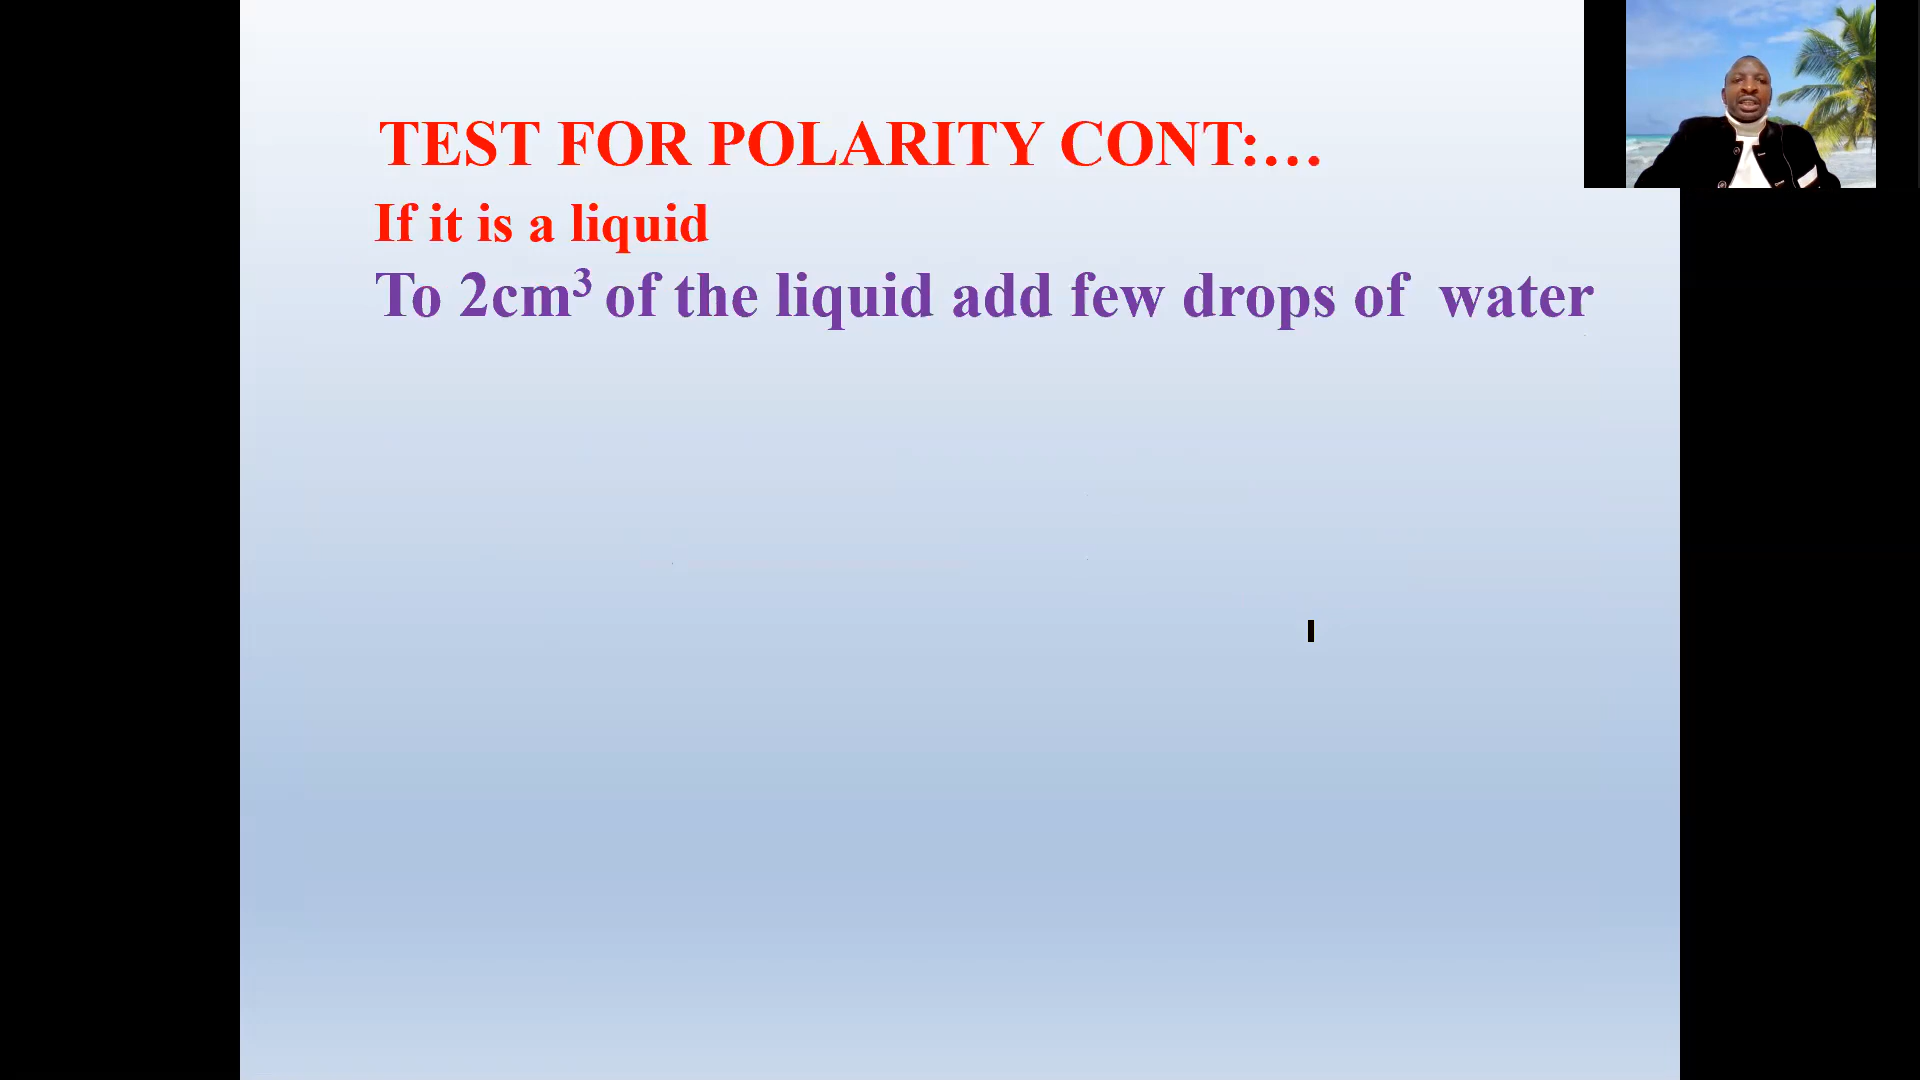 TEST FOR POLARITY CONT:...
If it is a liquid
To 2cm³ of the liquid add few drops of water